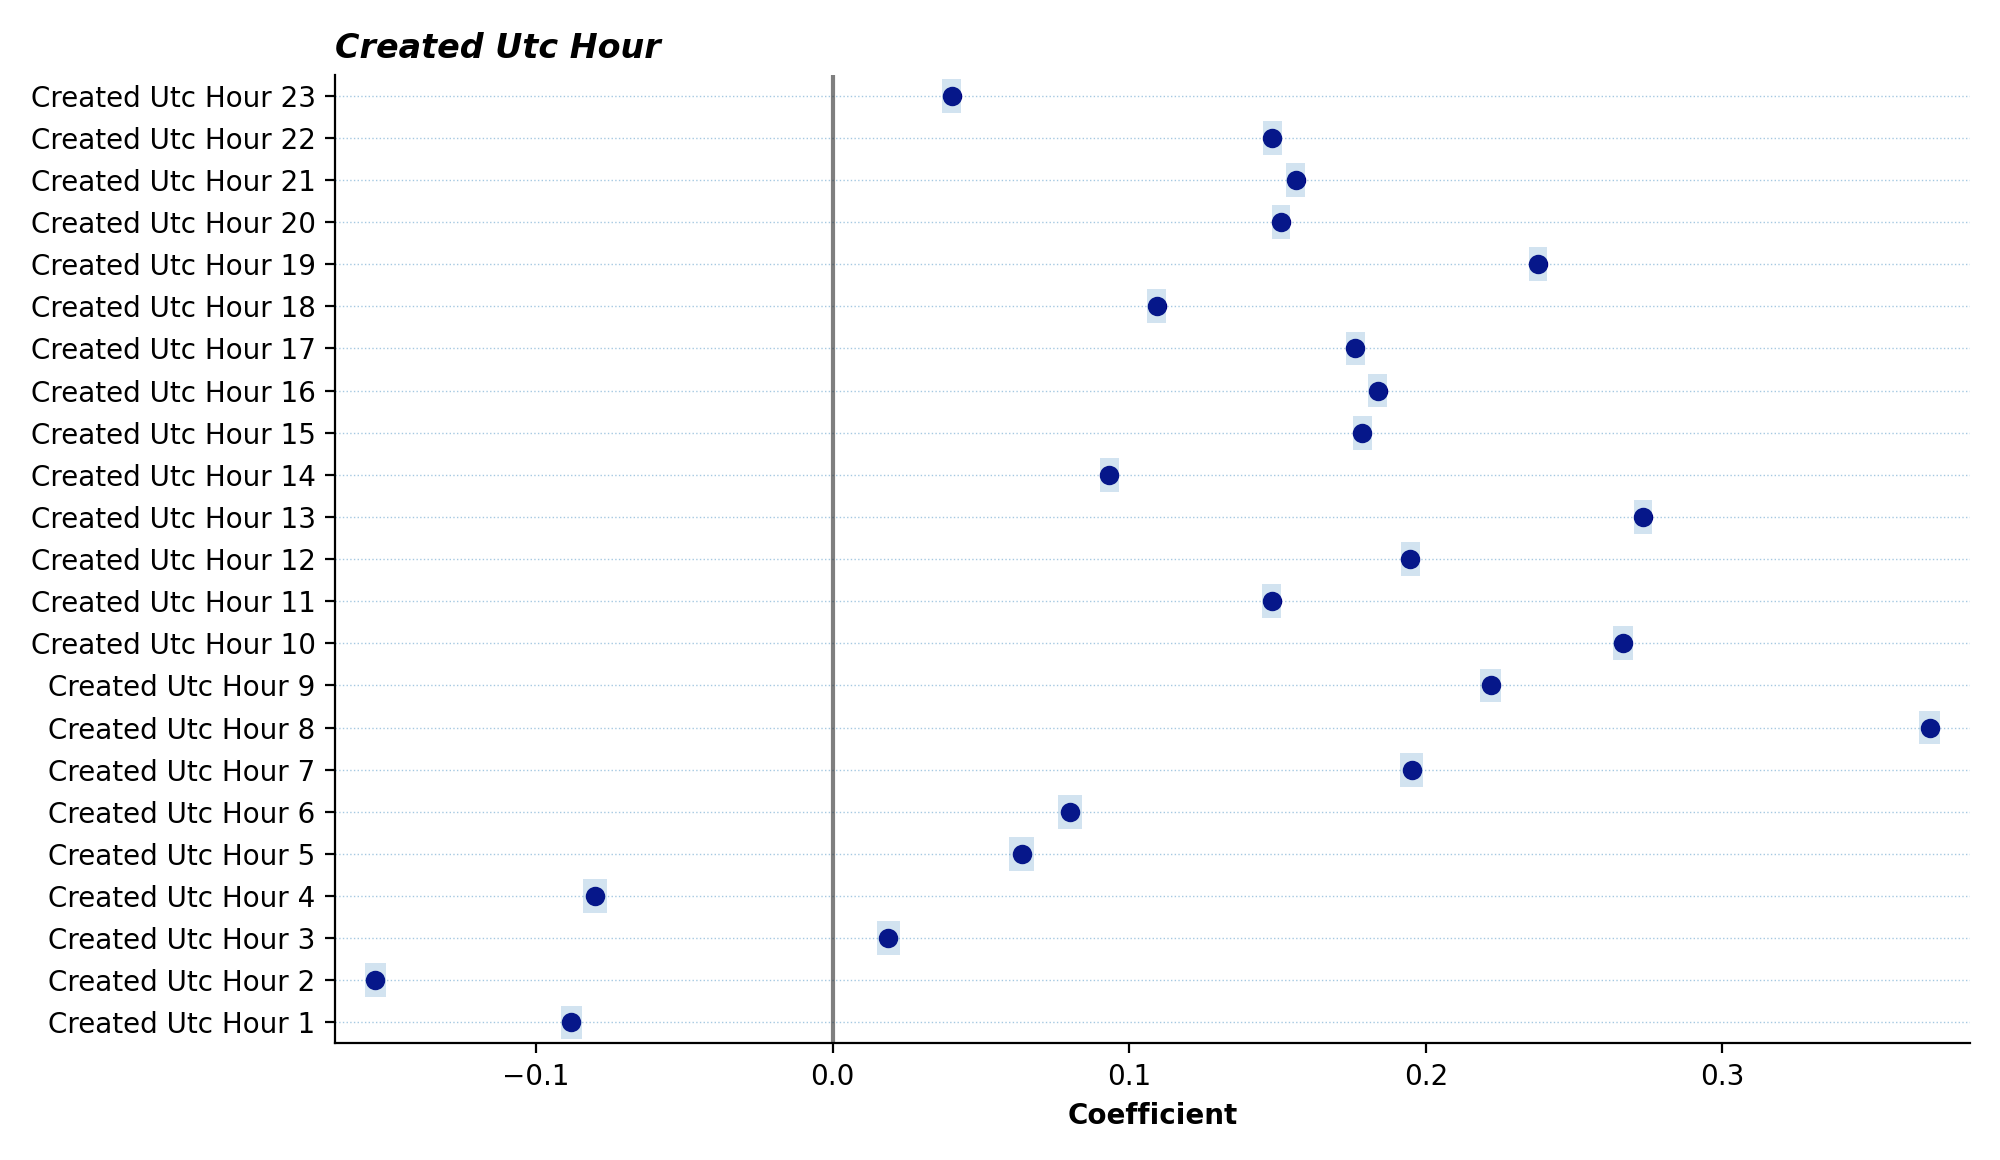 Created Utc Hour
Created Utc Hour 23
Created Utc Hour 22
Created Utc Hour 21
Created Utc Hour 20
Created Utc Hour 19
Created Utc Hour 18
Created Utc Hour 17
Created Utc Hour 16
Created Utc Hour 15
Created Utc Hour 14
Created Utc Hour 13
Created Utc Hour 12
Created Utc Hour 11
Created Utc Hour 10
Created Utc Hour 9
Created Utc Hour 8
Created Utc Hour 7
Created Utc Hour 6
Created Utc Hour 5
Created Utc Hour 4
Created Utc Hour 3
Created Utc Hour 2
Created Utc Hour 1
−0.1 0.0 0.1 0.2 0.3
Coefficient